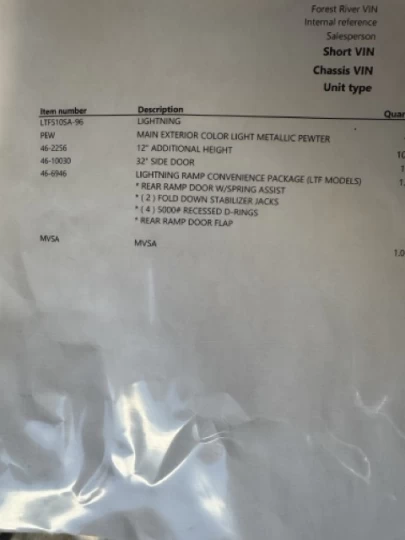 Forest River VIN
Internal reference
Salesperson
Short VIN
Chassis VIN
Unit type
Item number Description Quan
LTFS105A-96 LIGHTNING
PEW MAIN EXTERIOR COLOR LIGHT METALLIC PEWTER
46-2256 12" ADDITIONAL HEIGHT
46-10030 32" SIDE DOOR
46-6946 LIGHTNING RAMP CONVENIENCE PACKAGE (LTF MODELS)
* REAR RAMP DOOR W/SPRING ASSIST
* ( 2 ) FOLD DOWN STABILIZER JACKS
* ( 4 ) 5000# RECESSED D-RINGS
* REAR RAMP DOOR FLAP
MVSA MVSA 1.0